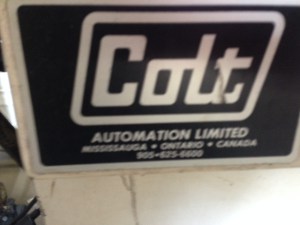 Colt
AUTOMATION LIMITED
MISSISSAUGA • ONTARIO • CANADA
905-625-6600